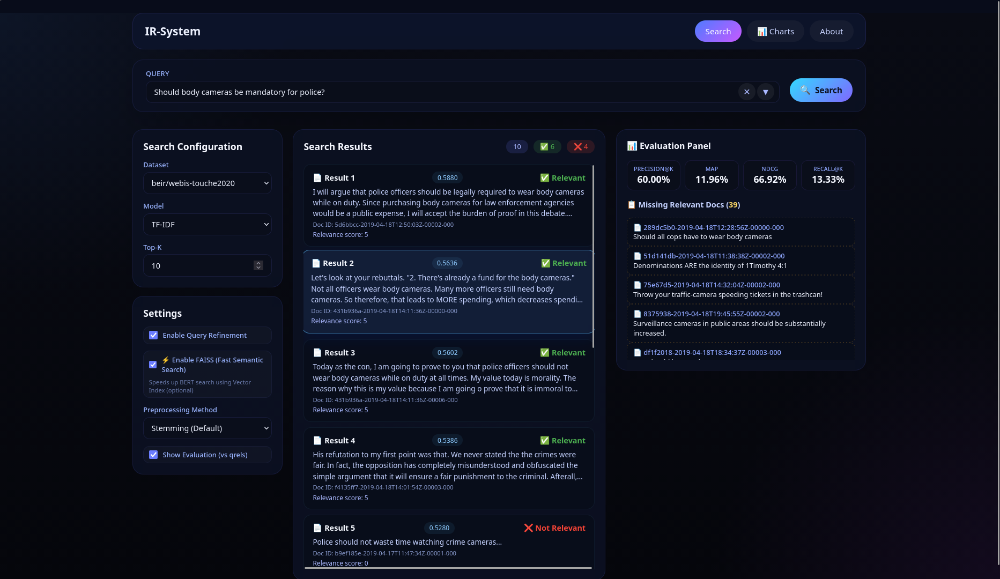 IR-System
Search
📊 Charts
About
QUERY
Should body cameras be mandatory for police?
✕
▼
🔍 Search
Search Configuration
Dataset
beir/webis-touche2020
Model
TF-IDF
Top-K
10
Settings
Enable Query Refinement
⚡ Enable FAISS (Fast Semantic
Search)
Speeds up BERT search using Vector
Index (optional)
Preprocessing Method
Stemming (Default)
Show Evaluation (vs qrels)
Search Results
10
✅ 6
❌ 4
📄 Result 1
0.5880
✅ Relevant
I will argue that police officers should be legally required to wear body cameras
while on duty. Since purchasing body cameras for law enforcement agencies
would be a public expense, I will accept the burden of proof in this debate....
Doc ID: 5d6bbcc-2019-04-18T12:50:03Z-00002-000
Relevance score: 5
📄 Result 2
0.5636
✅ Relevant
Let's look at your rebuttals. "2. There's already a fund for the body cameras."
Not all officers wear body cameras. Many more officers still need body
cameras. So therefore, that leads to MORE spending, which decreases spendi...
Doc ID: 431b936a-2019-04-18T14:11:36Z-00000-000
Relevance score: 5
📄 Result 3
0.5602
✅ Relevant
Today as the con, I am going to prove to you that police officers should not
wear body cameras while on duty at all times. My value today is morality. The
reason why this is my value because I am going o prove that it is immoral to...
Doc ID: 431b936a-2019-04-18T14:11:36Z-00006-000
Relevance score: 5
📄 Result 4
0.5386
✅ Relevant
His refutation to my first point was that. We never stated the the crimes were
fair. In fact, the opposition has completely misunderstood and obfuscated the
simple argument that it will ensure a fair punishment to the criminal. Afterall,...
Doc ID: f4135ff7-2019-04-18T14:01:54Z-00003-000
Relevance score: 5
📄 Result 5
0.5280
❌ Not Relevant
Police should not waste time watching crime cameras...
Doc ID: b9ef185e-2019-04-17T11:47:34Z-00001-000
Relevance score: 0
📊 Evaluation Panel
PRECISION@K
60.00%
MAP
11.96%
NDCG
66.92%
RECALL@K
13.33%
📋 Missing Relevant Docs (39)
📄 289dc5b0-2019-04-18T12:28:56Z-00000-000
Should all cops have to wear body cameras
📄 51d141db-2019-04-18T11:38:38Z-00002-000
Denominations ARE the identity of 1Timothy 4:1
📄 75e67d5-2019-04-18T14:32:04Z-00002-000
Throw your traffic-camera speeding tickets in the trashcan!
📄 8375938-2019-04-18T19:45:55Z-00002-000
Surveillance cameras in public areas should be substantially
increased.
📄 df1f2018-2019-04-18T18:34:37Z-00003-000